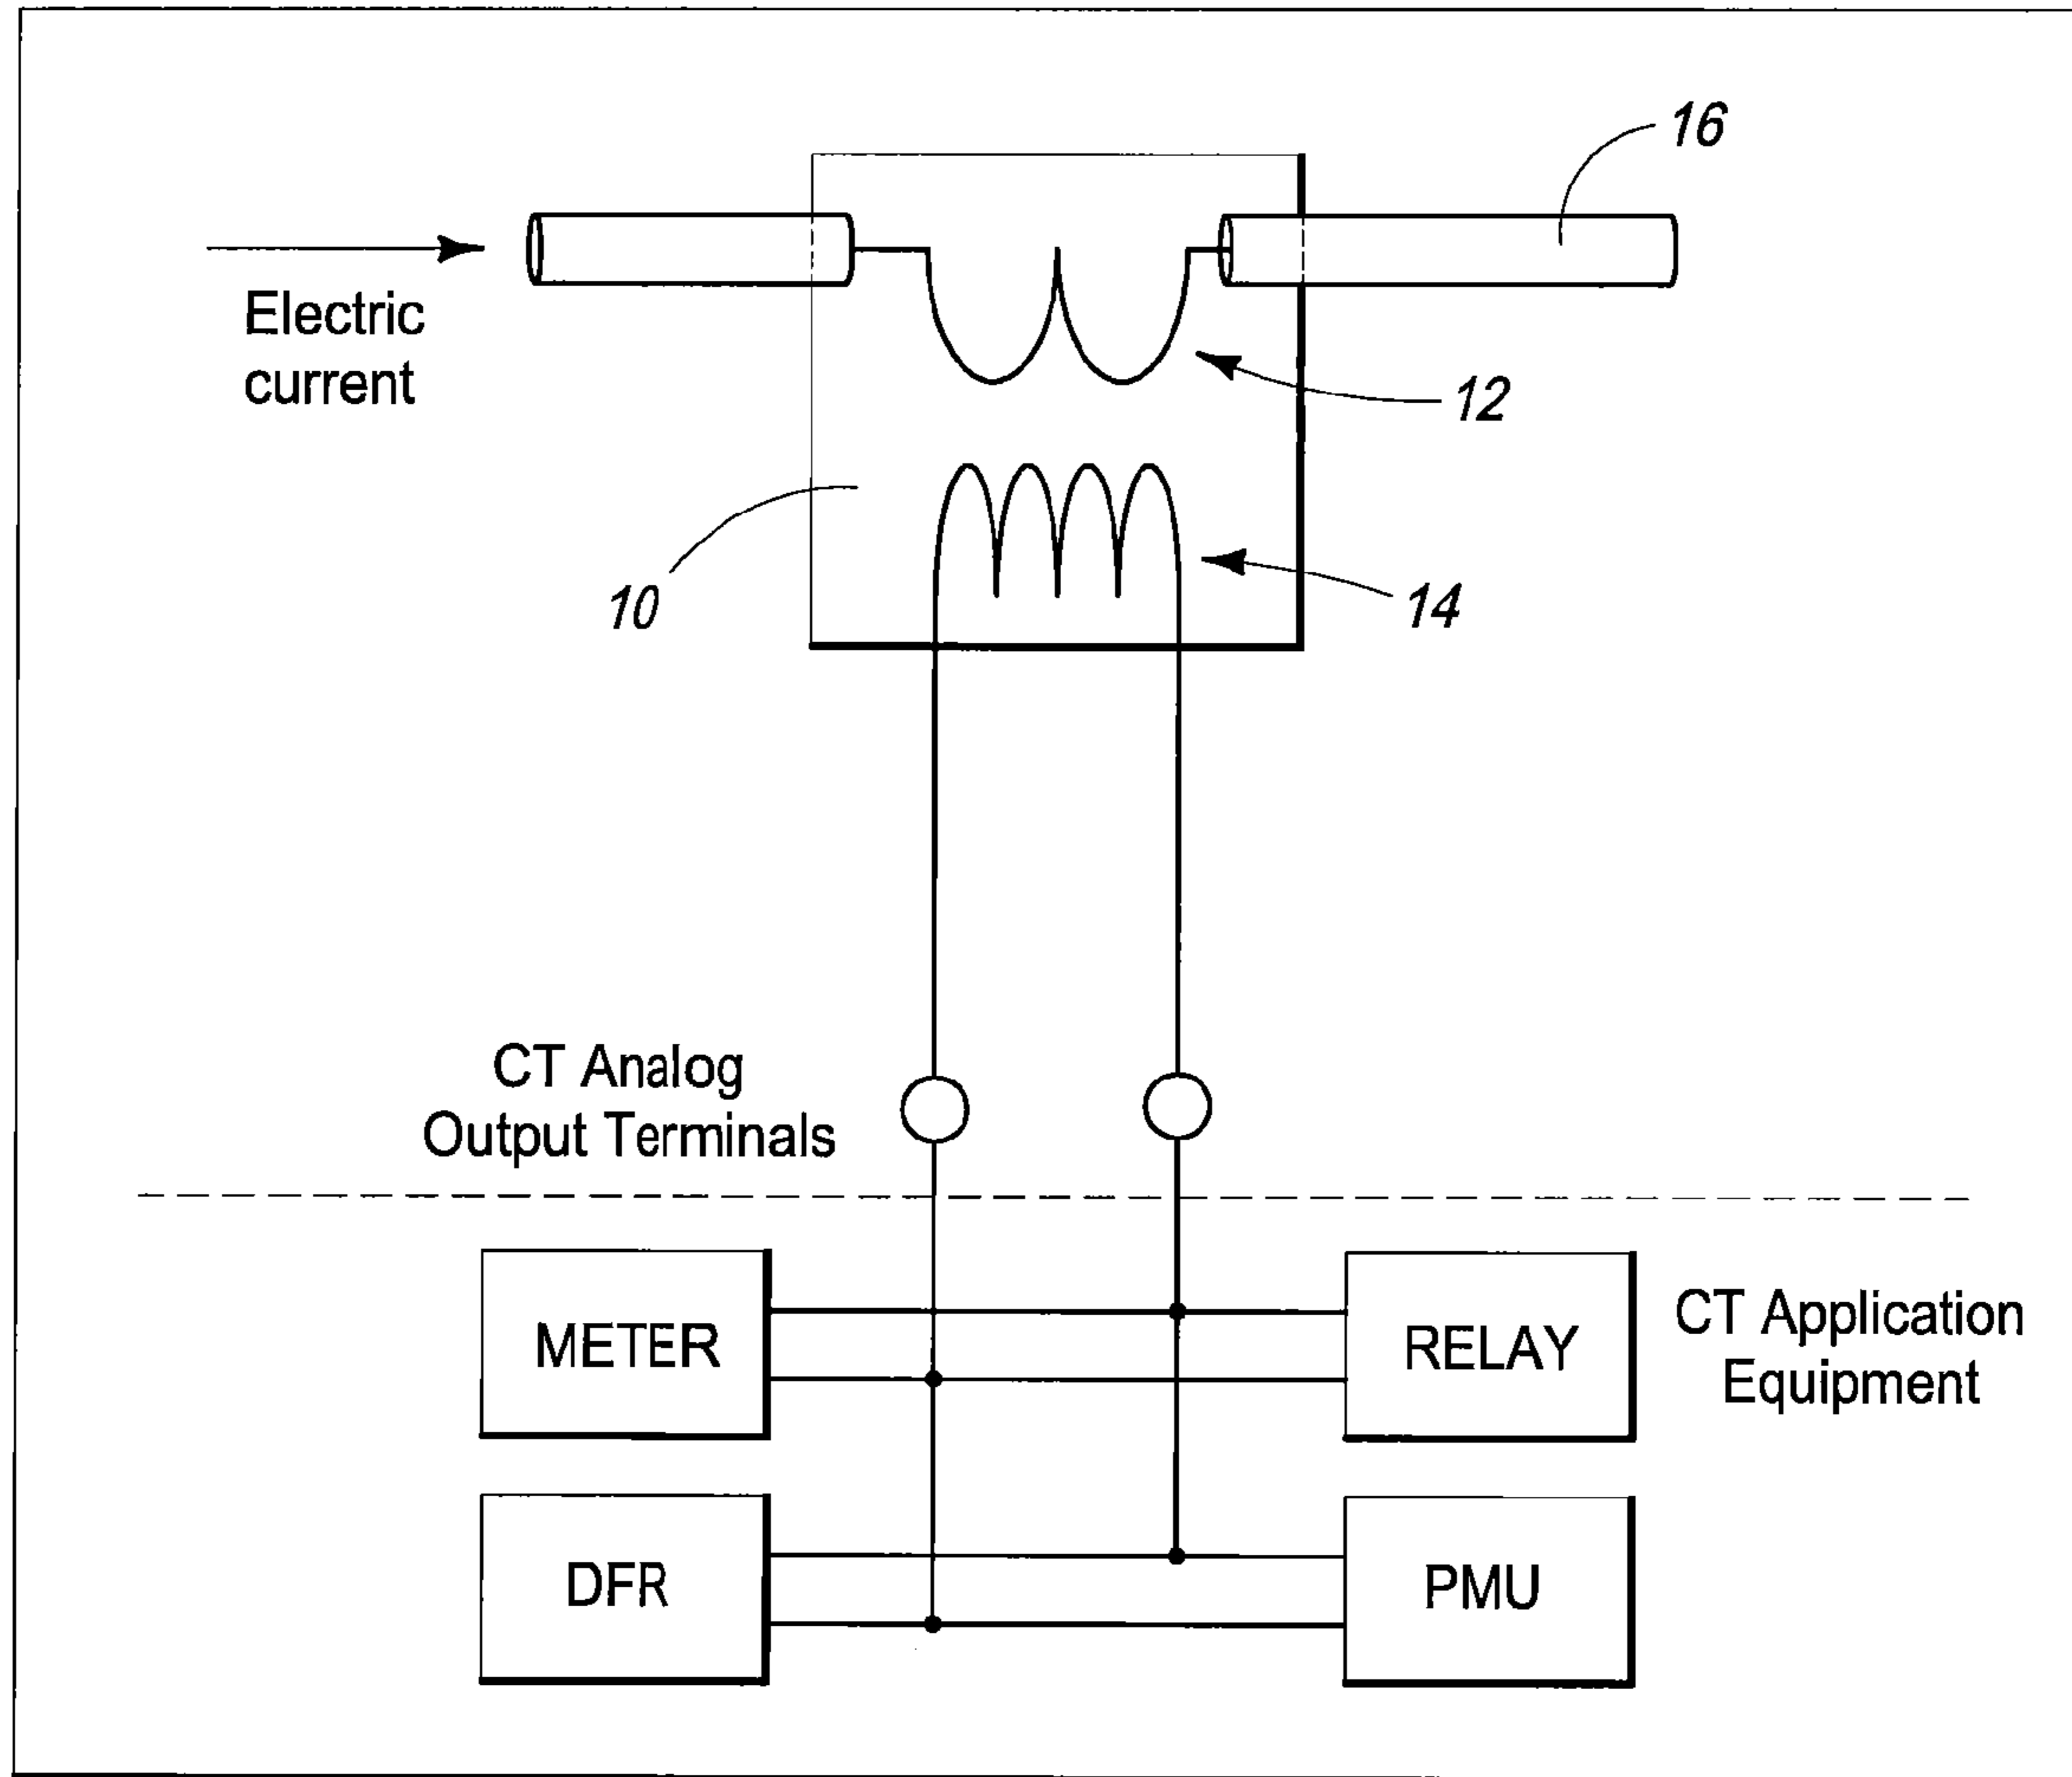 16
Electric
current
12
10
14
CT Analog
Output Terminals
METER
RELAY
CT Application
Equipment
DFR
PMU